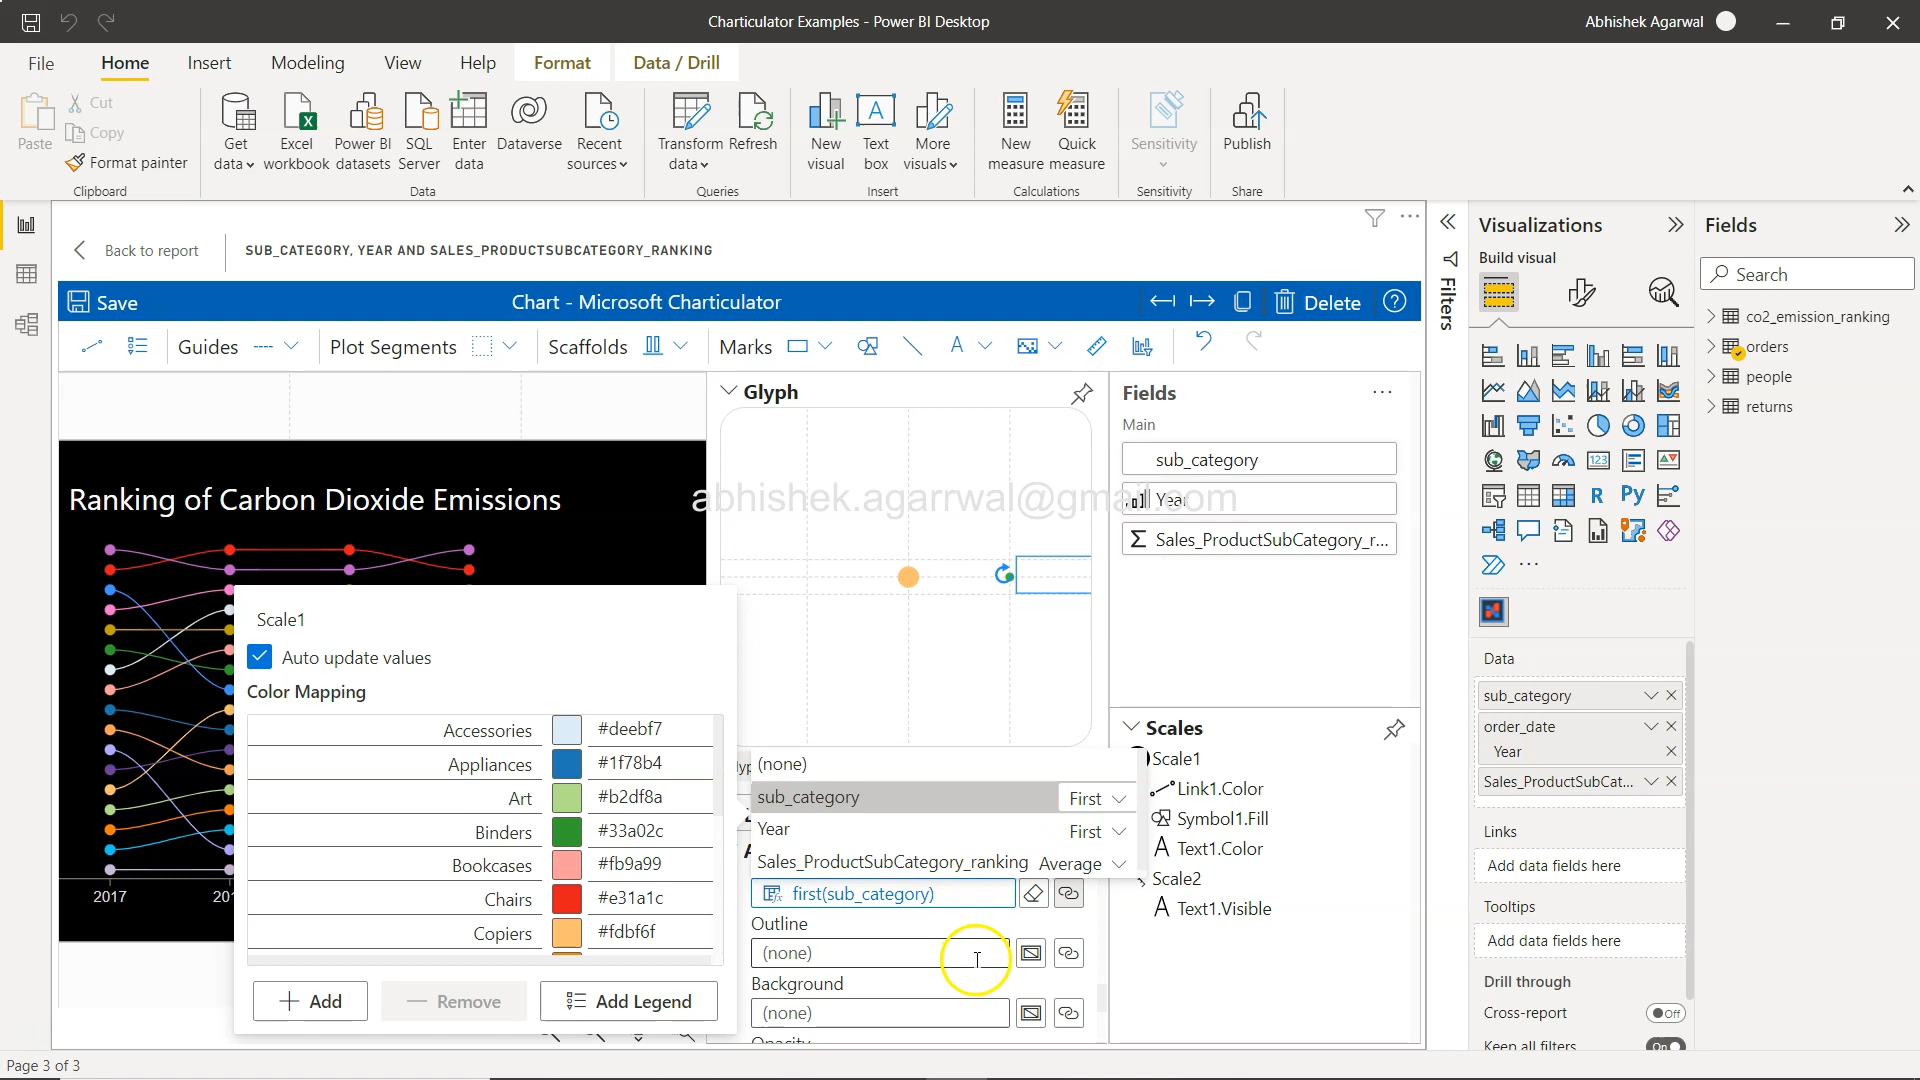 Charticulator Examples - Power BI Desktop
Abhishek Agarwal
File
Home
Insert
Modeling
View
Help
Format
Data / Drill
Paste
Cut
Copy
Format painter
Clipboard
Get data
Excel workbook
Power BI datasets
SQL Server
Enter data
Dataverse
Recent sources
Data
Transform data
Refresh
Queries
New visual
Text box
More visuals
Insert
New measure
Quick measure
Calculations
Sensitivity
Sensitivity
Publish
Share
Back to report
SUB_CATEGORY, YEAR AND SALES_PRODUCTSUBCATEGORY_RANKING
Save
Chart - Microsoft Charticulator
Delete
Guides
Plot Segments
Scaffolds
Marks
Ranking of Carbon Dioxide Emissions
2017
Scale1
Auto update values
Color Mapping
Accessories #deebf7
Appliances #1f78b4
Art #b2df8a
Binders #33a02c
Bookcases #fb9a99
Chairs #e31a1c
Copiers #fdbf6f
Add
Remove
Add Legend
Glyph
abhishek.agarrwal@gmail.com
(none)
sub_category First
Year First
Sales_ProductSubCategory_ranking Average
first(sub_category)
Outline
(none)
Background
(none)
Fields
Main
sub_category
Year
Sales_ProductSubCategory_r...
Scales
Scale1
Link1.Color
Symbol1.Fill
Text1.Color
Scale2
Text1.Visible
Filters
Visualizations
Build visual
Data
sub_category
order_date
Year
Sales_ProductSubCat...
Links
Add data fields here
Tooltips
Add data fields here
Drill through
Cross-report
Off
Keep all filters
On
Fields
Search
co2_emission_ranking
orders
people
returns
Page 3 of 3